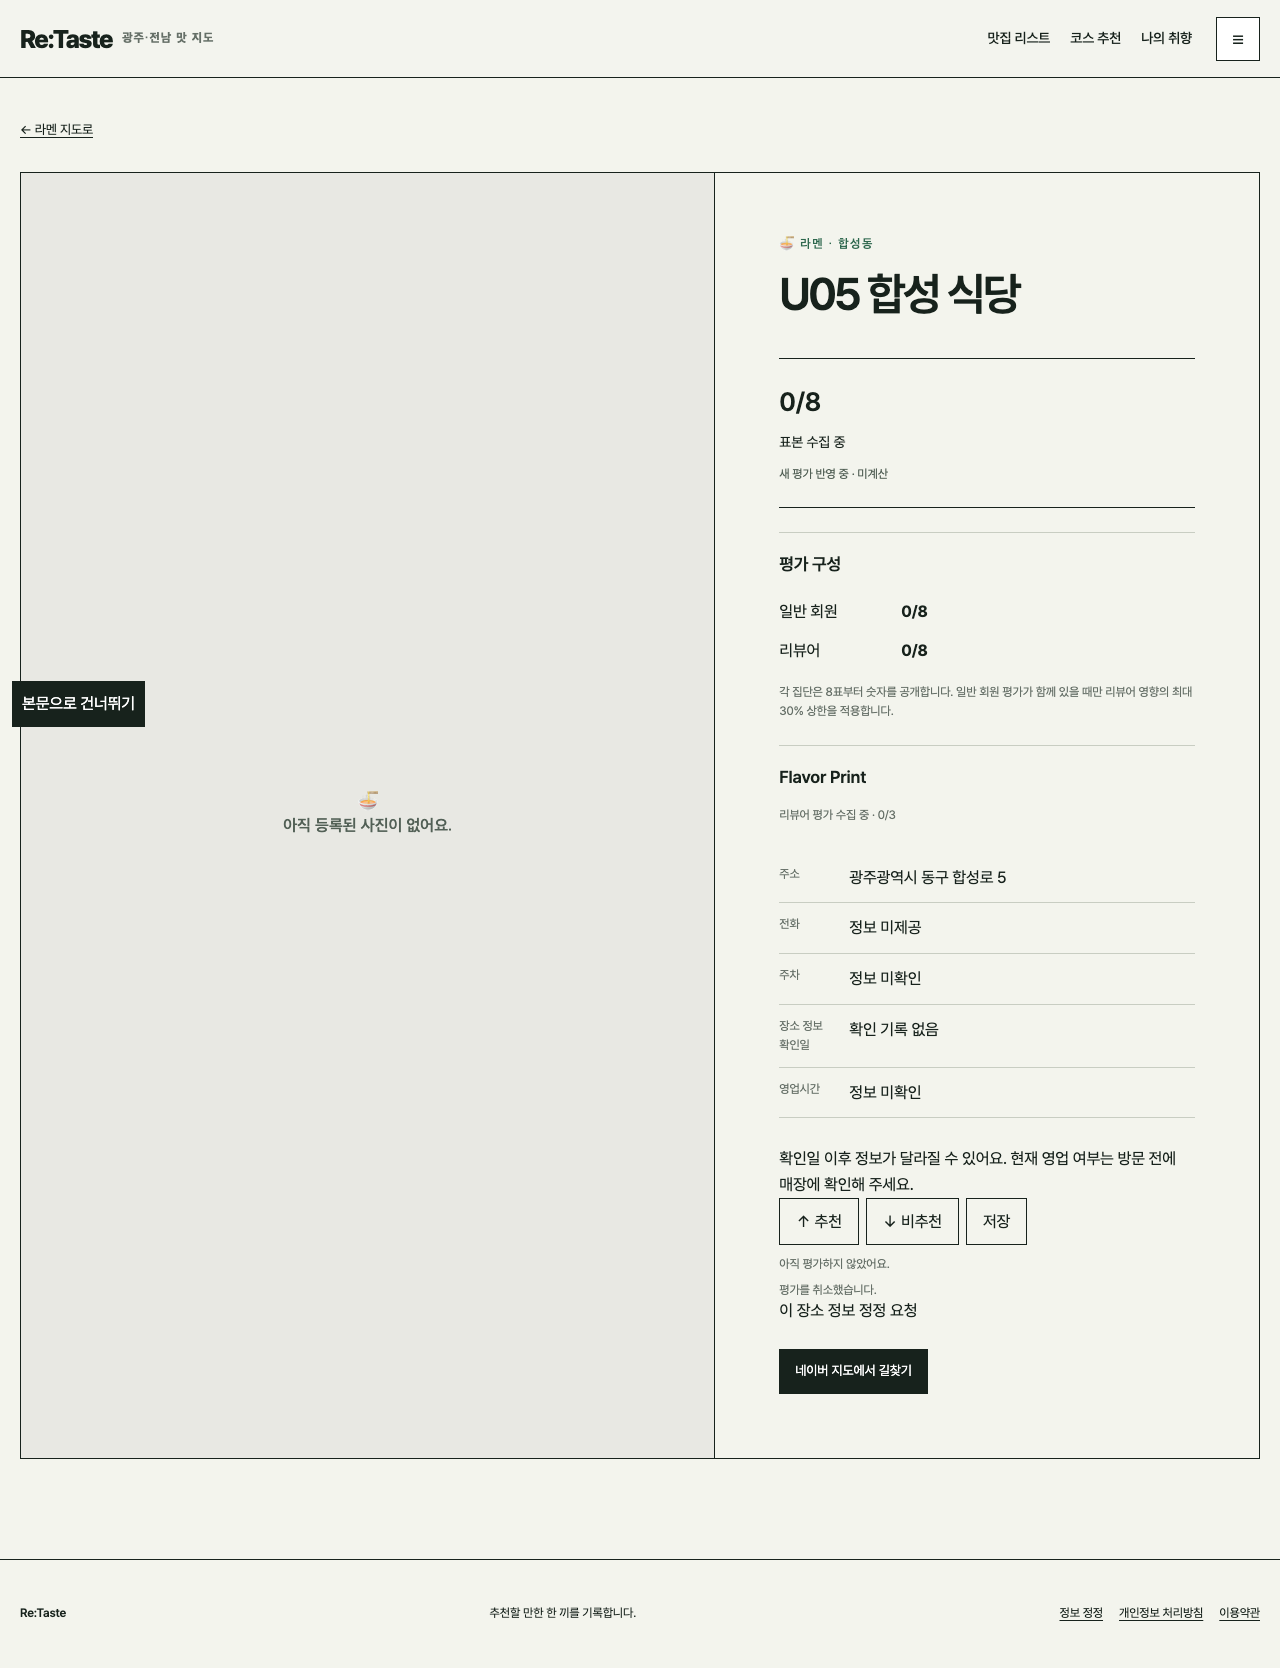 Re:Taste 광주·전남 맛 지도
맛집 리스트 코스 추천 나의 취향 ≡
← 라멘 지도로
본문으로 건너뛰기
아직 등록된 사진이 없어요.
라멘 · 합성동
U05 합성 식당
0/8
표본 수집 중
새 평가 반영 중 · 미계산
평가 구성
일반 회원 0/8
리뷰어 0/8
각 집단은 8표부터 숫자를 공개합니다. 일반 회원 평가가 함께 있을 때만 리뷰어 영향의 최대
30% 상한을 적용합니다.
Flavor Print
리뷰어 평가 수집 중 · 0/3
주소 광주광역시 동구 합성로 5
전화 정보 미제공
주차 정보 미확인
장소 정보 확인 기록 없음
확인일
영업시간 정보 미확인
확인일 이후 정보가 달라질 수 있어요. 현재 영업 여부는 방문 전에
매장에 확인해 주세요.
↑ 추천 ↓ 비추천 저장
아직 평가하지 않았어요.
평가를 취소했습니다.
이 장소 정보 정정 요청
네이버 지도에서 길찾기
Re:Taste 추천할 만한 한 끼를 기록합니다. 정보 정정 개인정보 처리방침 이용약관